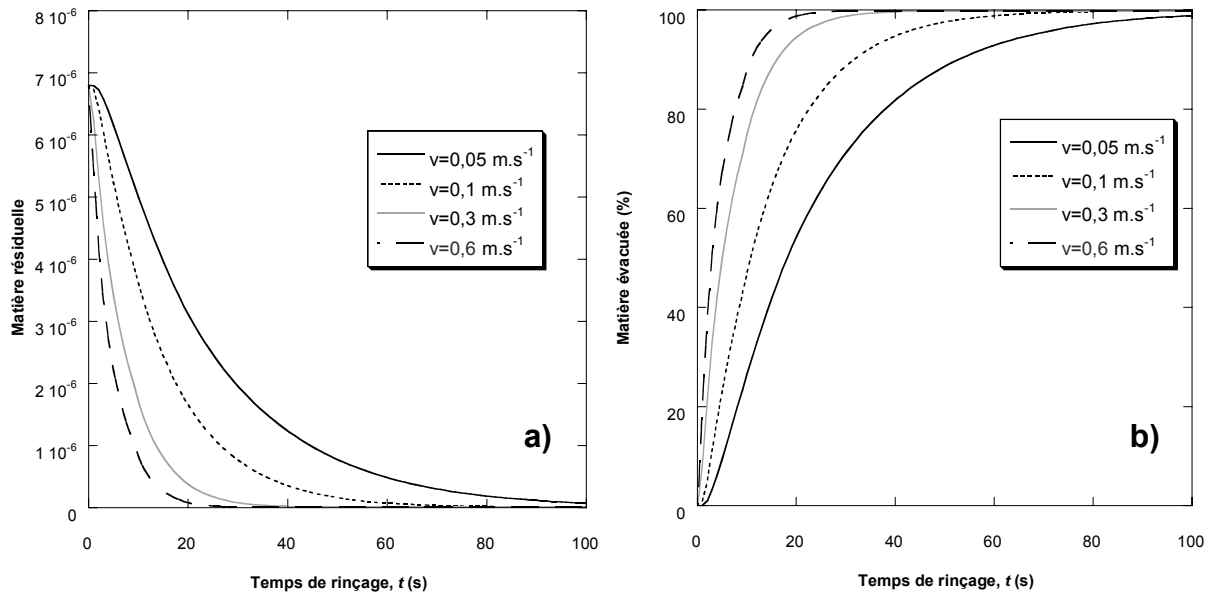 8 10-6
7 10-6
6 10-6
5 10-6
4 10-6
3 10-6
2 10-6
1 10-6
0
Matière résiduelle
v=0,05 m.s-1
v=0,1 m.s-1
v=0,3 m.s-1
v=0,6 m.s-1
a)
0 20 40 60 80 100
Temps de rinçage, t (s)
100
80
60
40
20
0
Matière évacuée (%)
v=0,05 m.s-1
v=0,1 m.s-1
v=0,3 m.s-1
v=0,6 m.s-1
b)
0 20 40 60 80 100
Temps de rinçage, t (s)